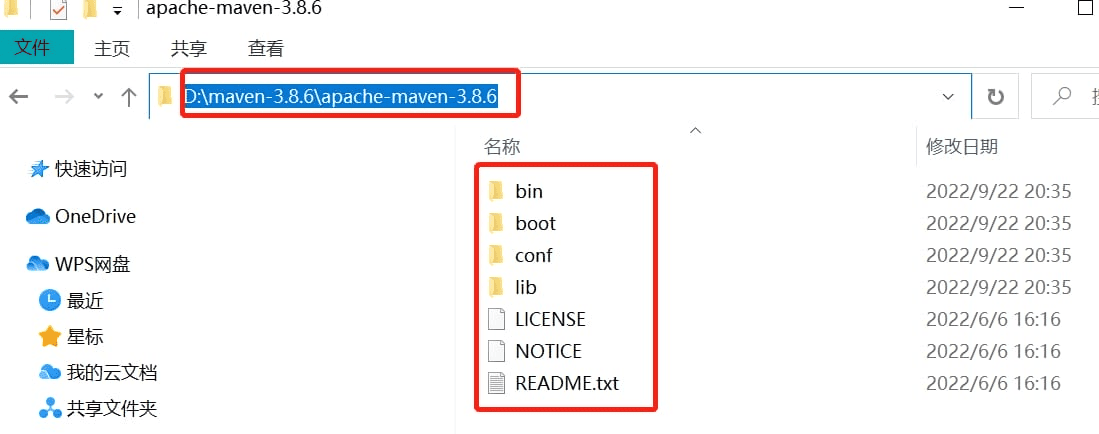 apache-maven-3.8.6
文件 主页 共享 查看
D:\maven-3.8.6\apache-maven-3.8.6
名称 修改日期
快速访问
OneDrive
WPS网盘
最近
星标
我的云文档
共享文件夹
bin 2022/9/22 20:35
boot 2022/9/22 20:35
conf 2022/9/22 20:35
lib 2022/9/22 20:35
LICENSE 2022/6/6 16:16
NOTICE 2022/6/6 16:16
README.txt 2022/6/6 16:16